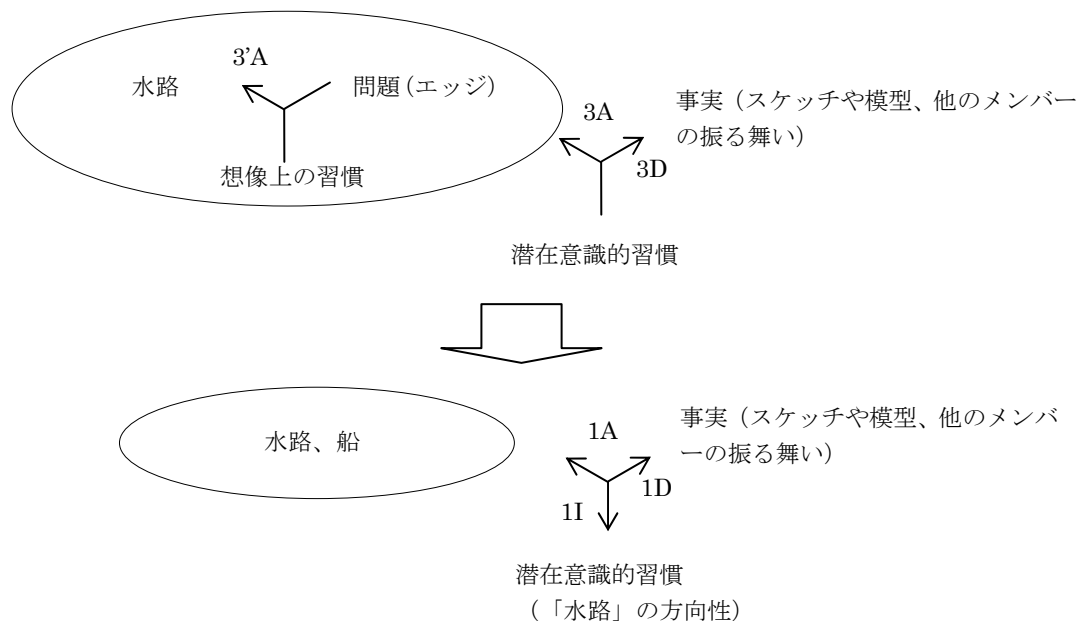 3'A
水路
問題（エッジ）
想像上の習慣
事実（スケッチや模型、他のメンバー
の振る舞い）
3A
3D
潜在意識的習慣
水路、船
事実（スケッチや模型、他のメンバ
ーの振る舞い）
1A
1D
1I
潜在意識的習慣
（「水路」の方向性）